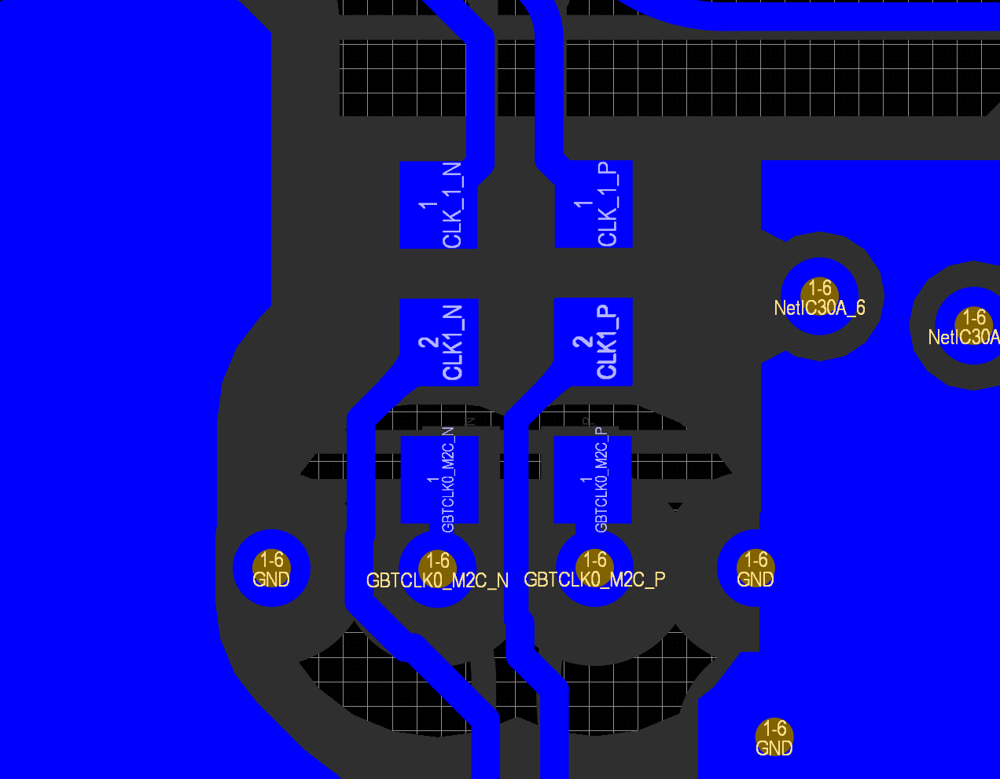 1
CLK_1_N
1
CLK_1_P
1-6
NetIC30A_6
1-6
NetIC30A
2
CLK1_N
2
CLK1_P
N
P
1
GBTCLK0_M2C_N
1
GBTCLK0_M2C_P
1-6
GND
1-6
GBTCLK0_M2C_N
1-6
GBTCLK0_M2C_P
1-6
GND
1-6
GND